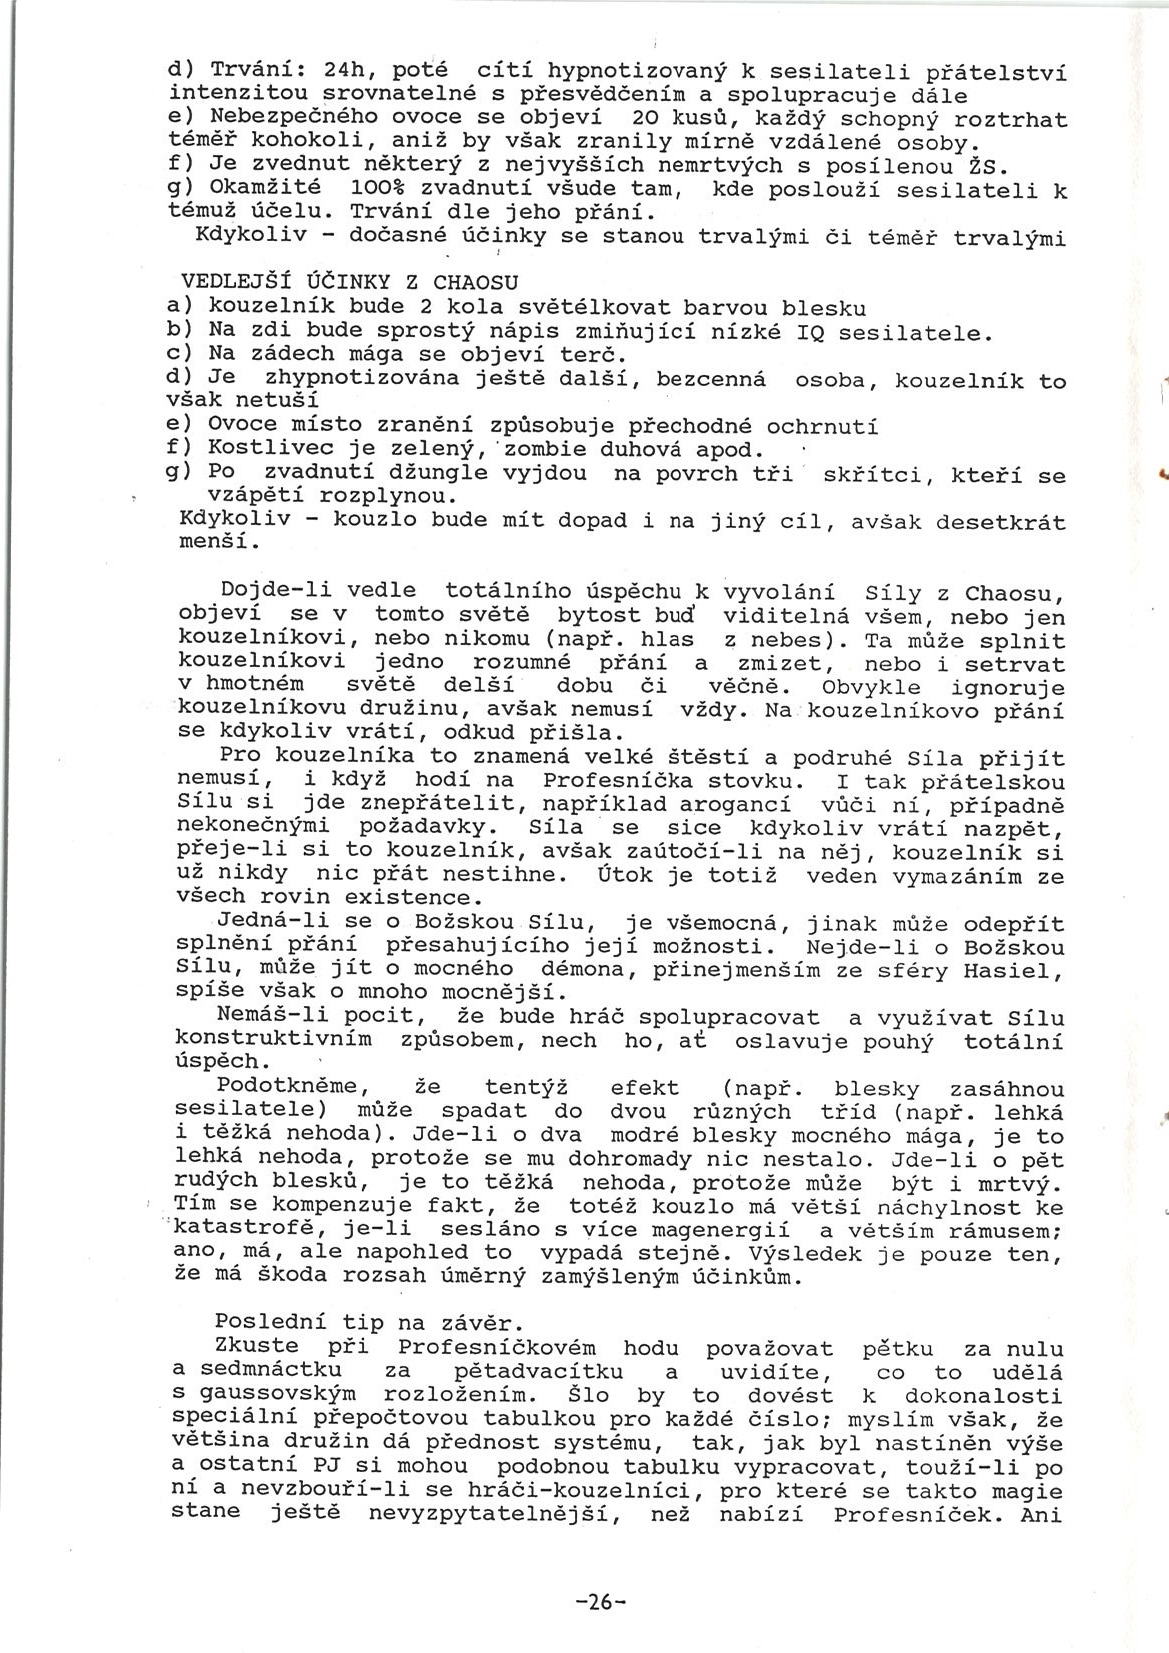 d) Trvání: 24h, poté cítí hypnotizovaný k sesilateli přátelství
intenzitou srovnatelné s přesvědčením a spolupracuje dále
e) Nebezpečného ovoce se objeví 20 kusů, každý schopný roztrhat
téměř kohokoli, aniž by však zranily mírně vzdálené osoby.
f) Je zvednut některý z nejvyšších nemrtvých s posílenou ŽS.
g) Okamžité 100% zvadnutí všude tam, kde poslouží sesilateli k
témuž účelu. Trvání dle jeho přání.
Kdykoliv - dočasné účinky se stanou trvalými či téměř trvalými
VEDLEJŠÍ ÚČINKY Z CHAOSU
a) kouzelník bude 2 kola světélkovat barvou blesku
b) Na zdi bude sprostý nápis zmiňující nízké IQ sesilatele.
c) Na zádech mága se objeví terč.
d) Je zhypnotizována ještě další, bezcenná osoba, kouzelník to
však netuší
e) Ovoce místo zranění způsobuje přechodné ochrnutí
f) Kostlivec je zelený, zombie duhová apod.
g) Po zvadnutí džungle vyjdou na povrch tři skřítci, kteří se
vzápětí rozplynou.
Kdykoliv - kouzlo bude mít dopad i na jiný cíl, avšak desetkrát
menší.
Dojde-li vedle totálního úspěchu k vyvolání Síly z Chaosu,
objeví se v tomto světě bytost buď viditelná všem, nebo jen
kouzelníkovi, nebo nikomu (např. hlas z nebes). Ta může splnit
kouzelníkovi jedno rozumné přání a zmizet, nebo i setrvat
v hmotném světě delší dobu či věčně. Obvykle ignoruje
kouzelníkovu družinu, avšak nemusí vždy. Na kouzelníkovo přání
se kdykoliv vrátí, odkud přišla.
Pro kouzelníka to znamená velké štěstí a podruhé Síla přijít
nemusí, i když hodí na Profesníčka stovku. I tak přátelskou
Sílu si jde znepřátelit, například arogancí vůči ní, případně
nekonečnými požadavky. Síla se sice kdykoliv vrátí nazpět,
přeje-li si to kouzelník, avšak zaútočí-li na něj, kouzelník si
už nikdy nic přát nestihne. Útok je totiž veden vymazáním ze
všech rovin existence.
Jedná-li se o Božskou Sílu, je všemocná, jinak může odepřít
splnění přání přesahujícího její možnosti. Nejde-li o Božskou
Sílu, může jít o mocného démona, přinejmenším ze sféry Hasiel,
spíše však o mnoho mocnější.
Nemáš-li pocit, že bude hráč spolupracovat a využívat Sílu
konstruktivním způsobem, nech ho, ať oslavuje pouhý totální
úspěch.
Podotkněme, že tentýž efekt (např. blesky zasáhnou
sesilatele) může spadat do dvou různých tříd (např. lehká
i těžká nehoda). Jde-li o dva modré blesky mocného mága, je to
lehká nehoda, protože se mu dohromady nic nestalo. Jde-li o pět
rudých blesků, je to těžká nehoda, protože může být i mrtvý.
Tím se kompenzuje fakt, že totéž kouzlo má větší náchylnost ke
katastrofě, je-li sesláno s více magenergií a větším rámusem;
ano, má, ale napohled to vypadá stejně. Výsledek je pouze ten,
že má škoda rozsah úměrný zamýšleným účinkům.
Poslední tip na závěr.
Zkuste při Profesníčkovém hodu považovat pětku za nulu
a sedmnáctku za pětadvacítku a uvidíte, co to udělá
s gaussovským rozložením. Šlo by to dovést k dokonalosti
speciální přepočtovou tabulkou pro každé číslo; myslím však, že
většina družin dá přednost systému, tak, jak byl nastíněn výše
a ostatní PJ si mohou podobnou tabulku vypracovat, touží-li po
ní a nevzbouří-li se hráči-kouzelníci, pro které se takto magie
stane ještě nevyzpytatelnější, než nabízí Profesníček. Ani
-26-